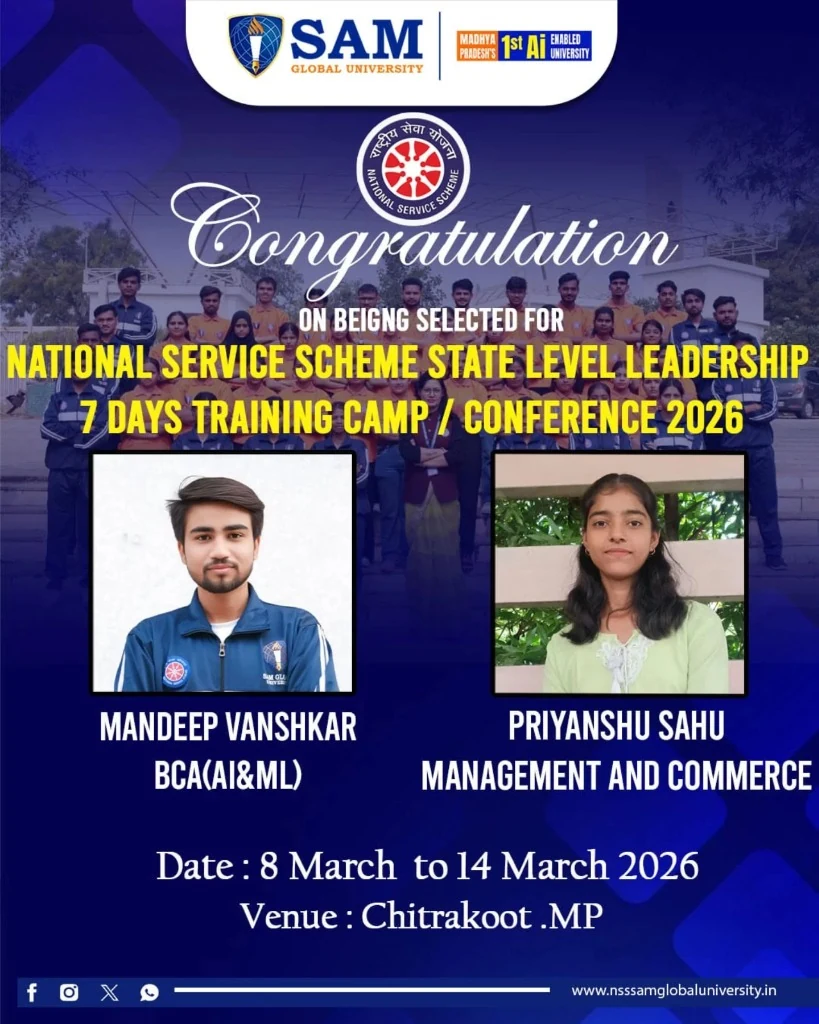 SAM
GLOBAL UNIVERSITY
MADHYA PRADESH'S 1st Ai ENABLED UNIVERSITY
राष्ट्रीय सेवा योजना
NATIONAL SERVICE SCHEME
Congratulation
ON BEIGNG SELECTED FOR
NATIONAL SERVICE SCHEME STATE LEVEL LEADERSHIP
7 DAYS TRAINING CAMP / CONFERENCE 2026
MANDEEP VANSHKAR
BCA(AI&ML)
PRIYANSHU SAHU
MANAGEMENT AND COMMERCE
Date : 8 March to 14 March 2026
Venue : Chitrakoot .MP
www.nsssamglobaluniversity.in